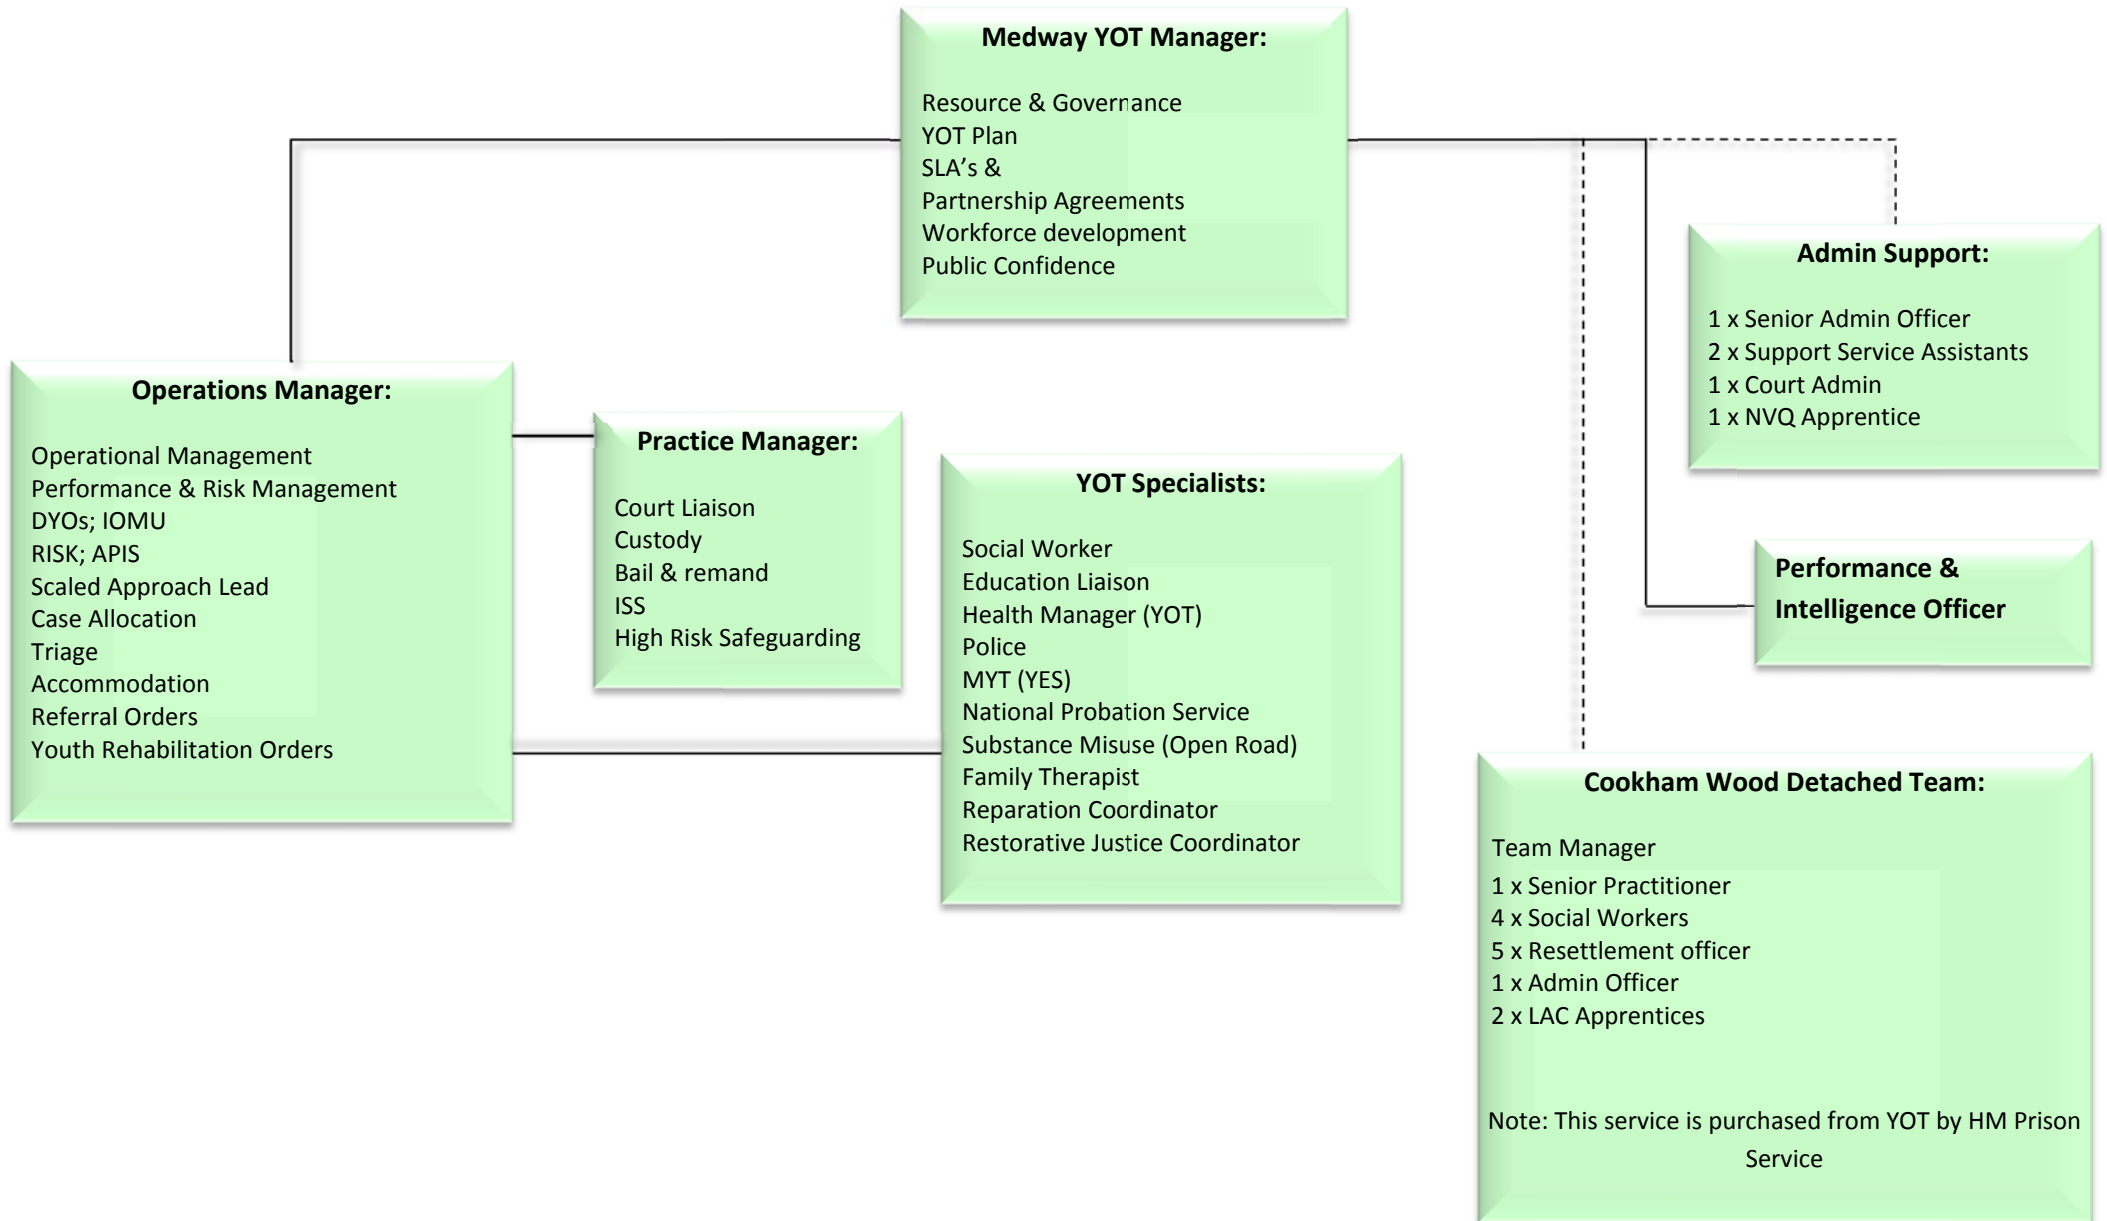 Medway YOT Manager:
Resource & Governance
YOT Plan
SLA’s &
Partnership Agreements
Workforce development
Public Confidence
Operations Manager:
Operational Management
Performance & Risk Management
DYOs; IOMU
RISK; APIS
Scaled Approach Lead
Case Allocation
Triage
Accommodation
Referral Orders
Youth Rehabilitation Orders
Practice Manager:
Court Liaison
Custody
Bail & remand
ISS
High Risk Safeguarding
YOT Specialists:
Social Worker
Education Liaison
Health Manager (YOT)
Police
MYT (YES)
National Probation Service
Substance Misuse (Open Road)
Family Therapist
Reparation Coordinator
Restorative Justice Coordinator
Admin Support:
1 x Senior Admin Officer
2 x Support Service Assistants
1 x Court Admin
1 x NVQ Apprentice
Performance &
Intelligence Officer
Cookham Wood Detached Team:
Team Manager
1 x Senior Practitioner
4 x Social Workers
5 x Resettlement officer
1 x Admin Officer
2 x LAC Apprentices
Note: This service is purchased from YOT by HM Prison
Service